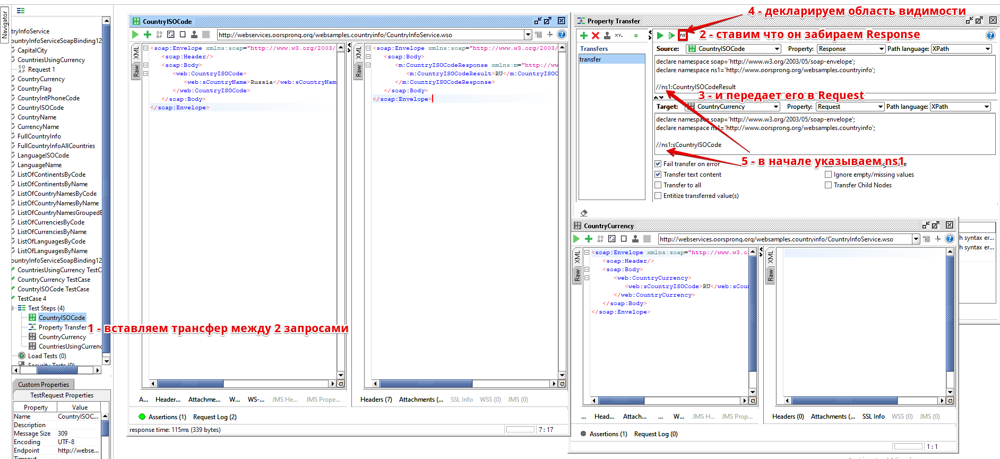 Navigator
tryInfoService
ountryInfoServiceSoapBinding12
CapitalCity
CountriesUsingCurrency
Request 1
CountryCurrency
CountryFlag
CountryIntPhoneCode
CountryISOCode
CountryName
CurrencyName
FullCountryInfo
FullCountryInfoAllCountries
LanguageISOCode
LanguageName
ListOfContinentsByCode
ListOfContinentsByName
ListOfCountryNamesByCode
ListOfCountryNamesByName
ListOfCountryNamesGroupedE
ListOfCurrenciesByCode
ListOfCurrenciesByName
ListOfLanguagesByCode
ListOfLanguagesByName
ountryInfoServiceSoapBinding12
CountriesUsingCurrency TestC
CountryCurrency TestCase
CountryISOCode TestCase
TestCase 4
Test Steps (4)
CountryISOCode
Property Transfer
CountryCurrency
CountriesUsingCurrenc
Load Tests (0)
Security Tests (0)
1 - вставляем трансфер между 2 запросами
Custom Properties
TestRequest Properties
Property Value
Name CountryISOC...
Description
Message Size 309
Encoding UTF-8
Endpoint http://webse...
Timeout
CountryISOCode
http://webservices.oorsprong.org/websamples.countryinfo/CountryInfoService.wso
XML
Raw
<soap:Envelope xmlns:soap="http://www.w3.org/2003/
<soap:Header/>
<soap:Body>
<web:CountryISOCode>
<web:sCountryName>Russia</web:sCountryNam
</web:CountryISOCode>
</soap:Body>
</soap:Envelope>
XML
Raw
<soap:Envelope xmlns:soap="http://www.w3.org/2003/
<soap:Body>
<m:CountryISOCodeResponse xmlns:m="http://ww
<m:CountryISOCodeResult>RU</m:CountryISOC
</m:CountryISOCodeResponse>
</soap:Body>
</soap:Envelope>
A... Header... Attachme... W... WS-... JMS He... JMS Prope...
Headers (7) Attachments (... SSL Info WSS (0) JMS (0)
Assertions (1) Request Log (2)
response time: 115ms (339 bytes)
7 : 17
4 - декларируем область видимости
Property Transfer
ns
2 - ставим что он забираем Response
Transfers
transfer
Source: CountryISOCode Property: Response Path language: XPath
declare namespace soap='http://www.w3.org/2003/05/soap-envelope';
declare namespace ns1='http://www.oorsprong.org/websamples.countryinfo';
//ns1:CountryISOCodeResult
3 - и передает его в Request
Target: CountryCurrency Property: Request Path language: XPath
declare namespace soap='http://www.w3.org/2003/05/soap-envelope';
declare namespace ns1='http://www.oorsprong.org/websamples.countryinfo';
//ns1:sCountryISOCode
5 - в начале указываем ns1
Fail transfer on error
Transfer text content
Ignore empty/missing values
Transfer to all
Transfer Child Nodes
Entitize transferred value(s)
h syntax er...
h syntax er...
CountryCurrency
http://webservices.oorsprong.org/websamples.countryinfo/CountryInfoService.wso
XML
Raw
<soap:Envelope xmlns:soap="http://www.w3.o
<soap:Header/>
<soap:Body>
<web:CountryCurrency>
<web:sCountryISOCode>RU</web:sCou
</web:CountryCurrency>
</soap:Body>
</soap:Envelope>
XML
Raw
... Head... Attach... ... W... JMS H... JMS Prop...
Headers (0) Attachments (... SSL Info WSS (0) JMS (0)
Assertions (1) Request Log (0)
1 : 1